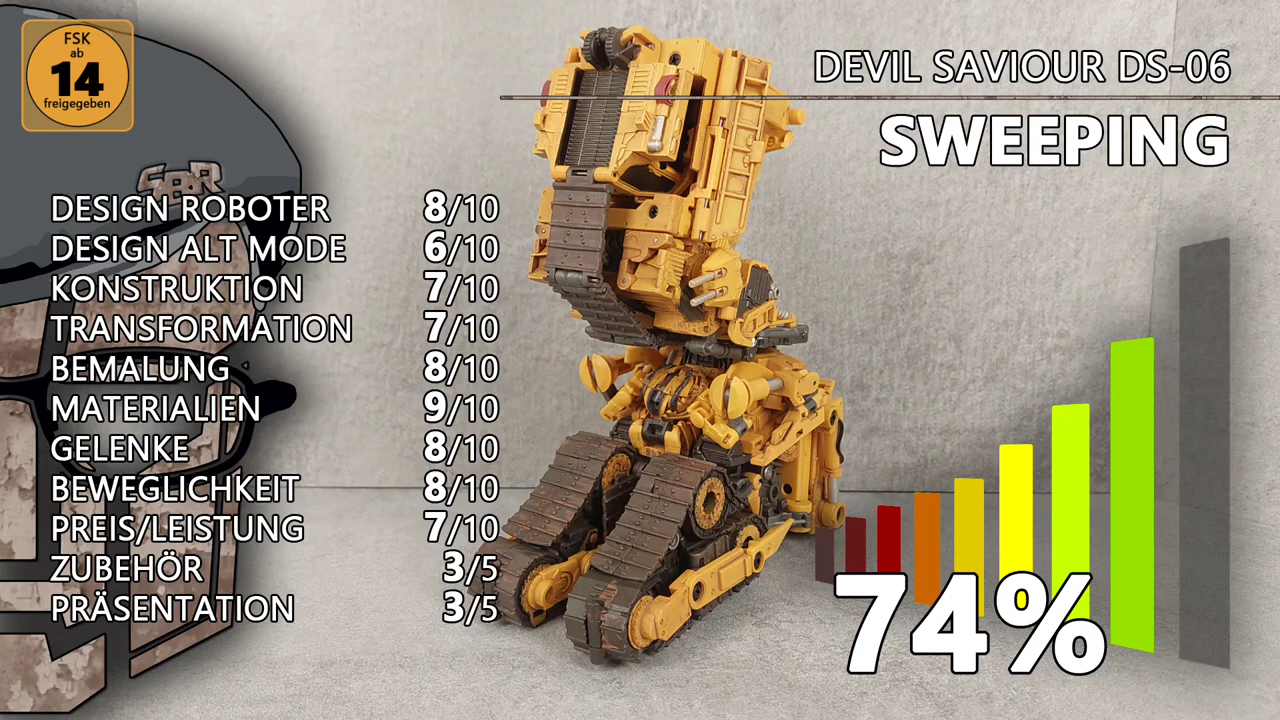 FSK
ab
14
freigegeben
DEVIL SAVIOUR DS-06
SWEEPING
SBR
DESIGN ROBOTER 8/10
DESIGN ALT MODE 6/10
KONSTRUKTION 7/10
TRANSFORMATION 7/10
BEMALUNG 8/10
MATERIALIEN 9/10
GELENKE 8/10
BEWEGLICHKEIT 8/10
PREIS/LEISTUNG 7/10
ZUBEHÖR 3/5
PRÄSENTATION 3/5
74%